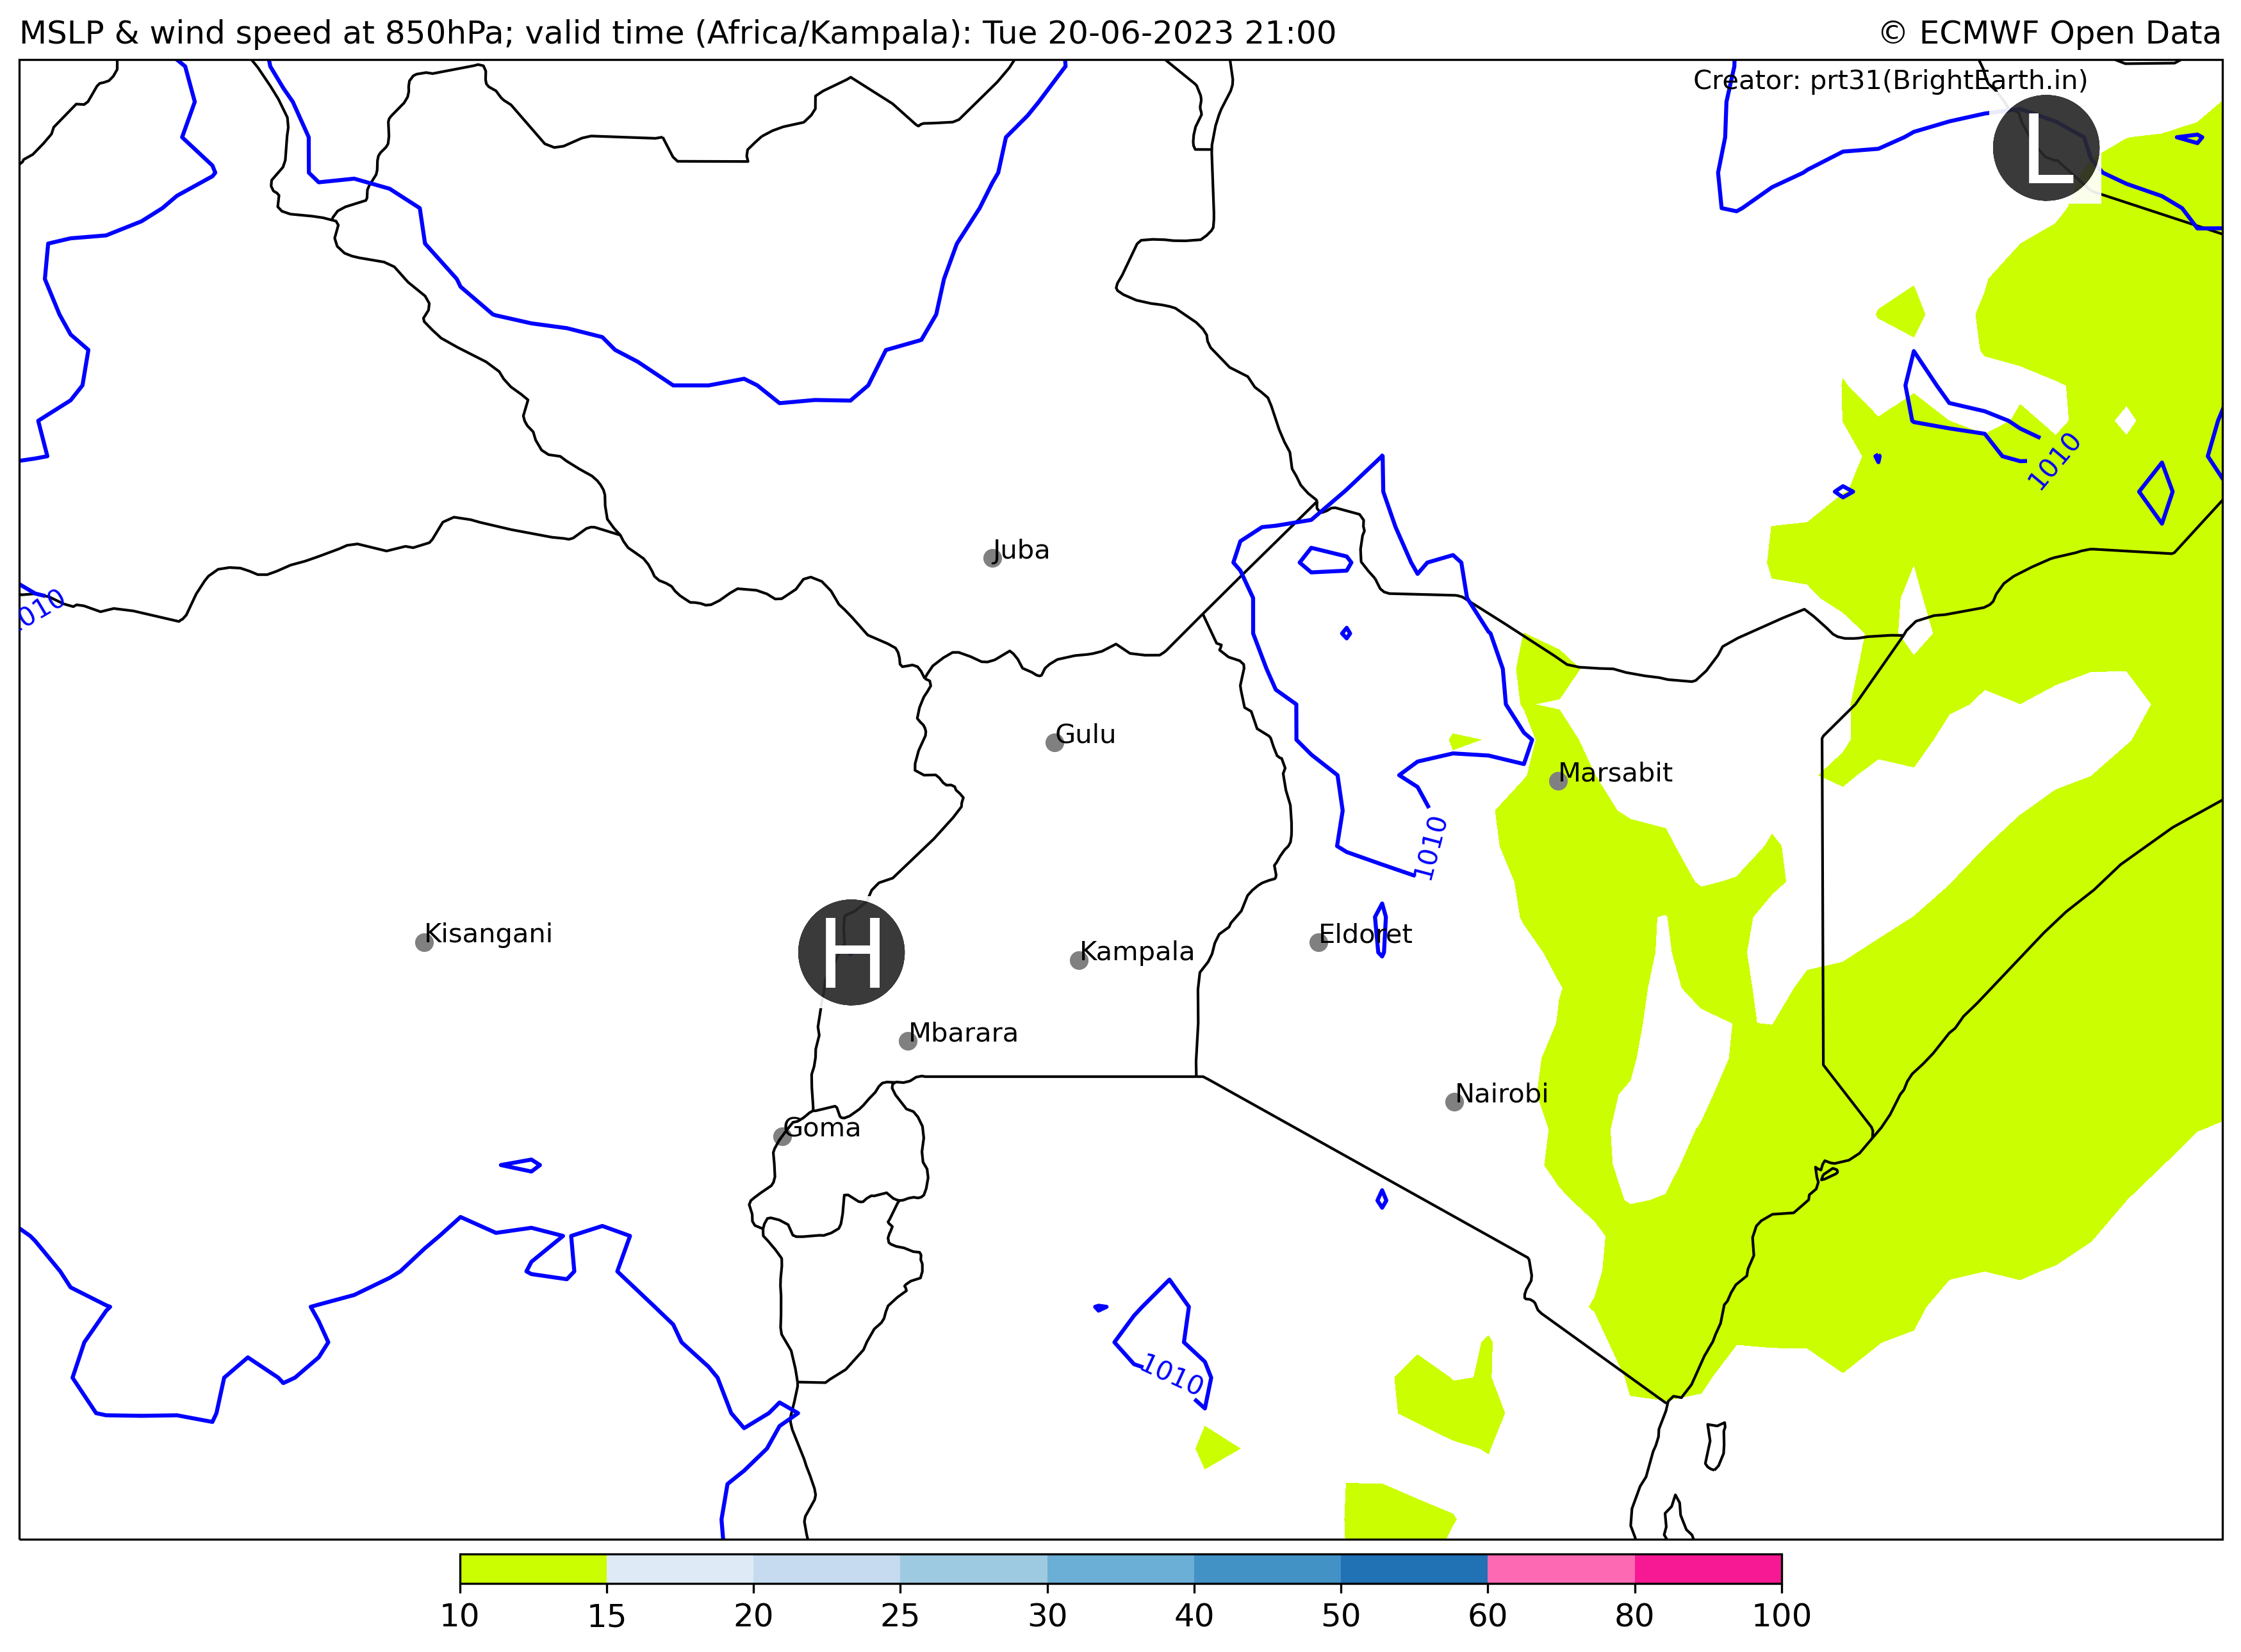 MSLP & wind speed at 850hPa; valid time (Africa/Kampala): Tue 20-06-2023 21:00
© ECMWF Open Data
Creator: prt31(BrightEarth.in)
L
1010
Juba
1010
Gulu
Marsabit
1010
Kisangani
H
Kampala
Eldoret
Mbarara
Nairobi
Goma
1010
10 15 20 25 30 40 50 60 80 100